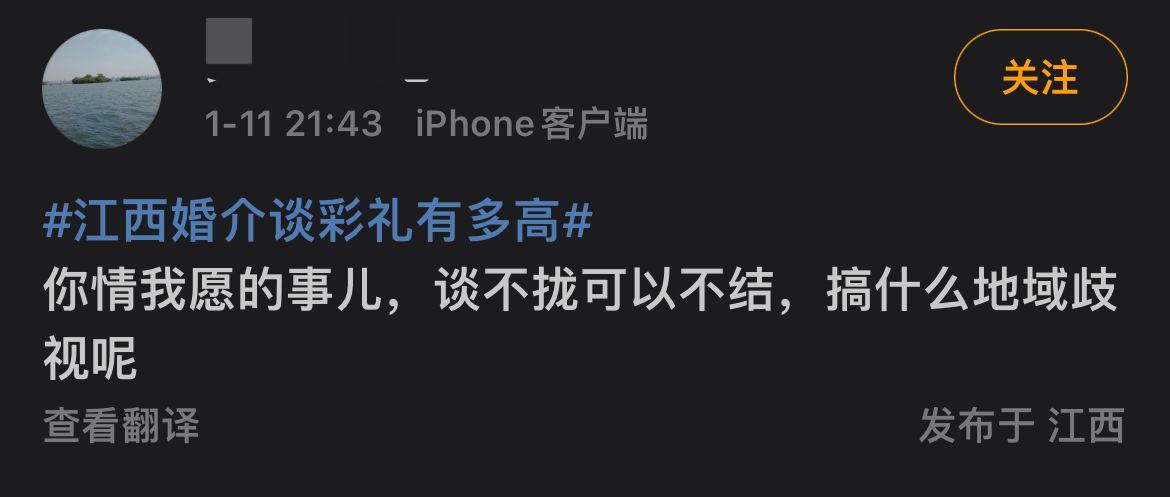 关注
1-11 21:43 iPhone客户端
#江西婚介谈彩礼有多高#
你情我愿的事儿，谈不拢可以不结，搞什么地域歧
视呢
查看翻译
发布于 江西